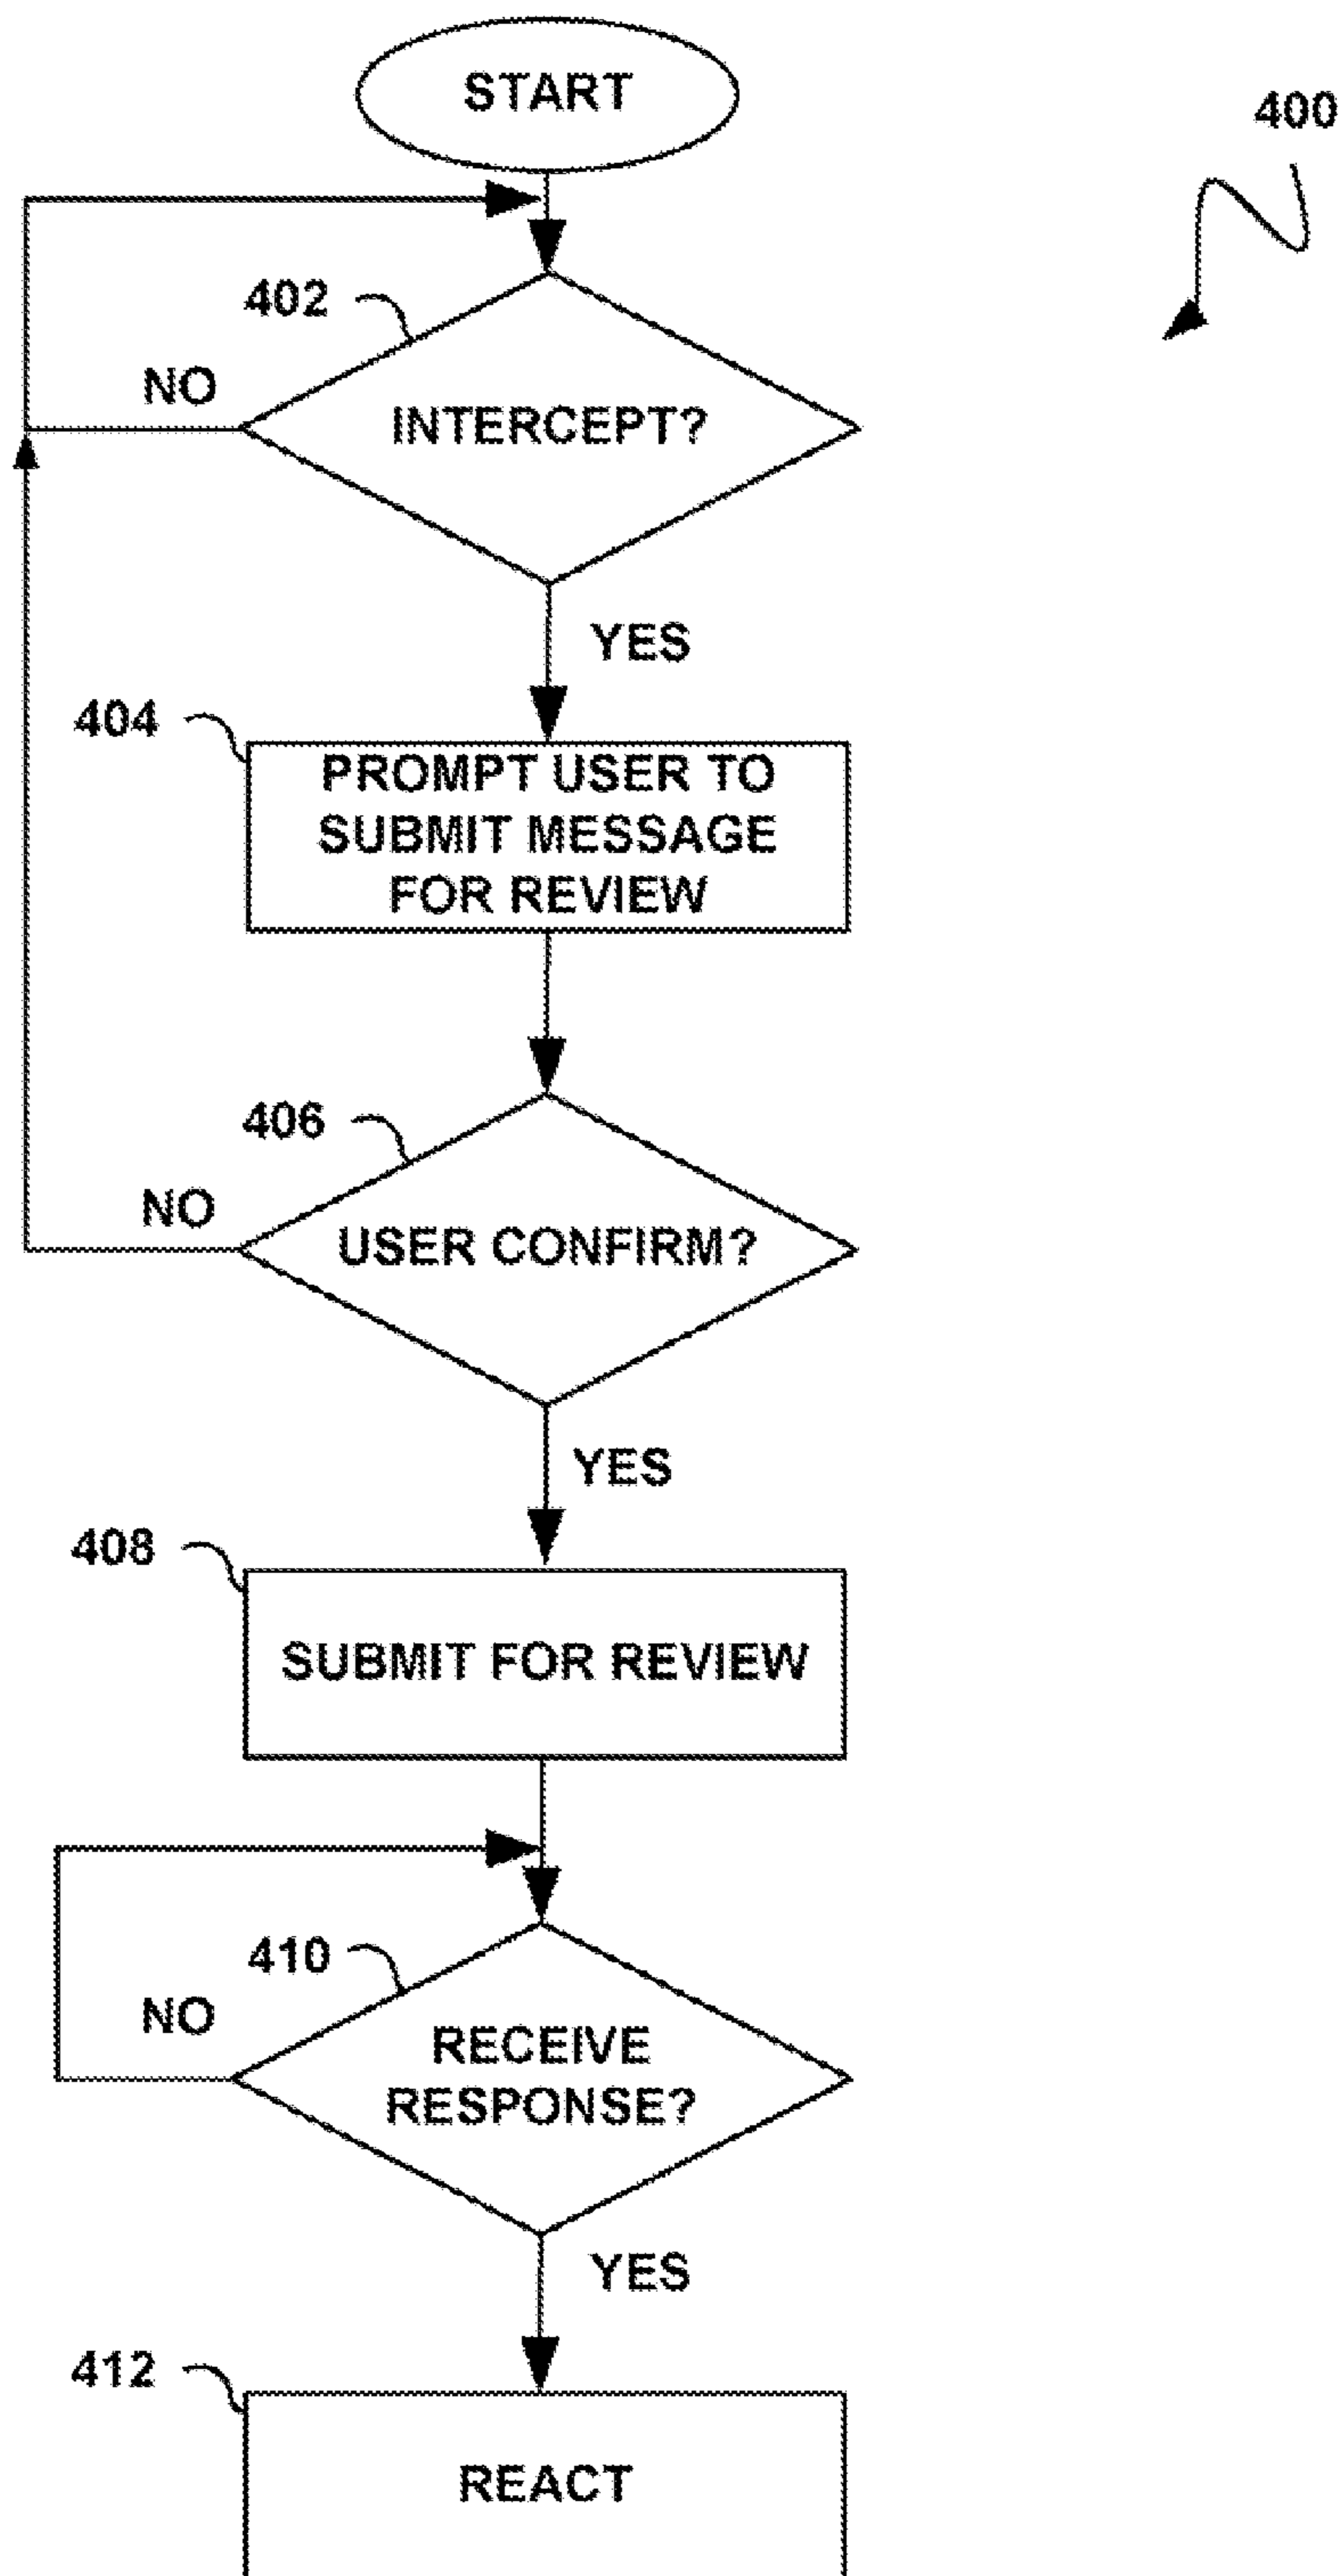 START
400
402
NO
INTERCEPT?
YES
404
PROMPT USER TO
SUBMIT MESSAGE
FOR REVIEW
406
NO
USER CONFIRM?
YES
408
SUBMIT FOR REVIEW
410
NO
RECEIVE
RESPONSE?
YES
412
REACT